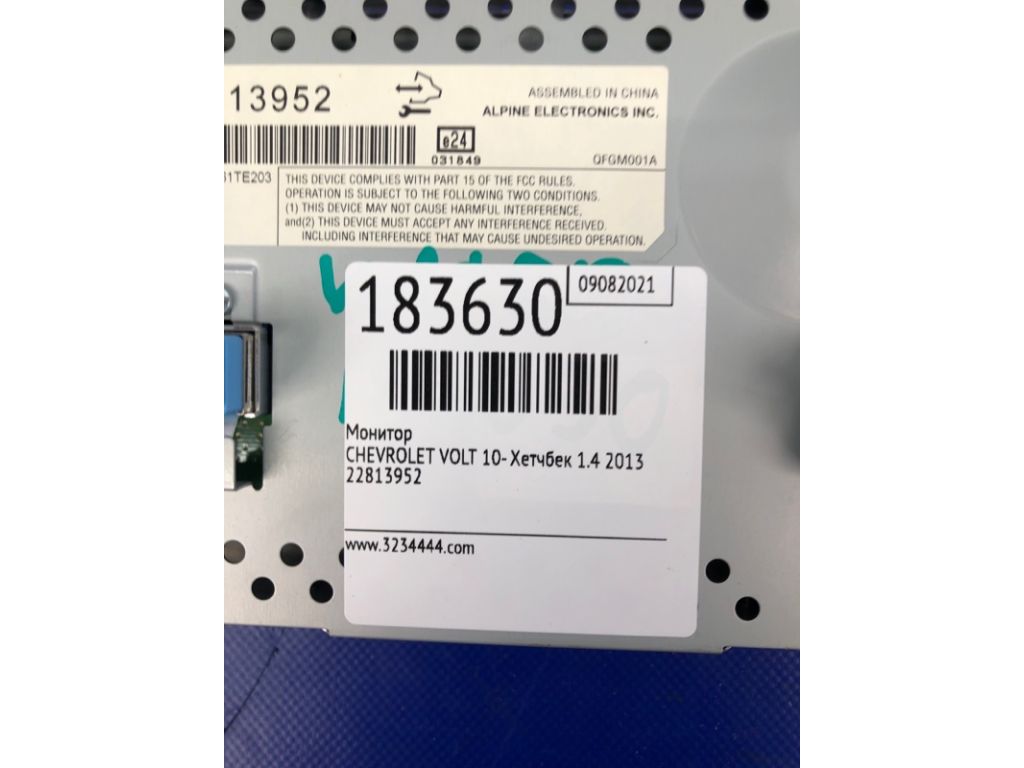 13952
ASSEMBLED IN CHINA
ALPINE ELECTRONICS INC.
e24
031849
QFGM001A
1TE203
THIS DEVICE COMPLIES WITH PART 15 OF THE FCC RULES.
OPERATION IS SUBJECT TO THE FOLLOWING TWO CONDITIONS.
(1) THIS DEVICE MAY NOT CAUSE HARMFUL INTERFERENCE,
and(2) THIS DEVICE MUST ACCEPT ANY INTERFERENCE RECEIVED.
INCLUDING INTERFERENCE THAT MAY CAUSE UNDESIRED OPERATION.
183630
09082021
Монитор
CHEVROLET VOLT 10- Хетчбек 1.4 2013
22813952
www.3234444.com